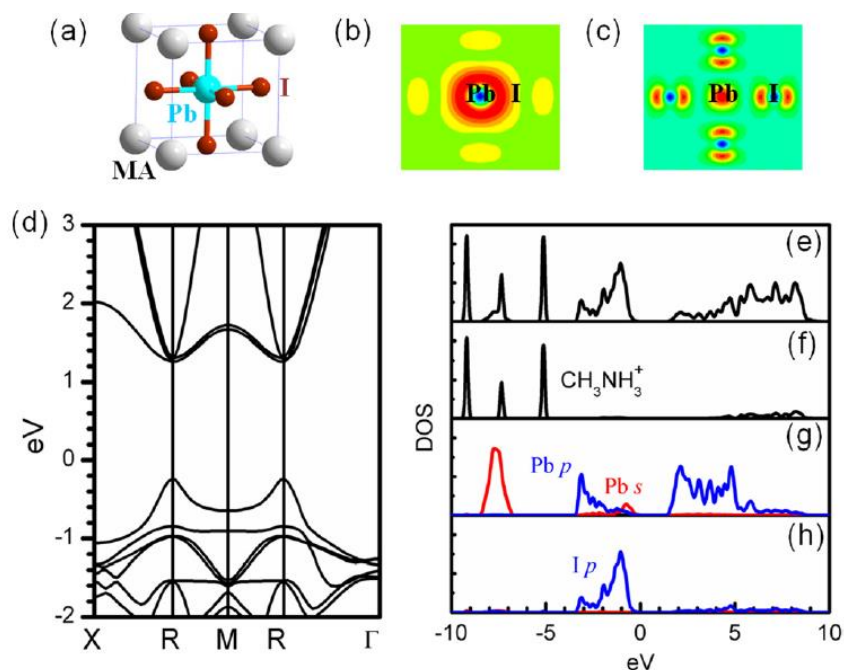 (a)
I
Pb
MA
(b)
Pb I
(c)
Pb I
(d)
3
2
1
0
-1
-2
eV
X R M R Γ
(e)
(f)
CH₃NH₃⁺
(g)
Pb p
Pb s
(h)
I p
DOS
-10 -5 0 5 10
eV